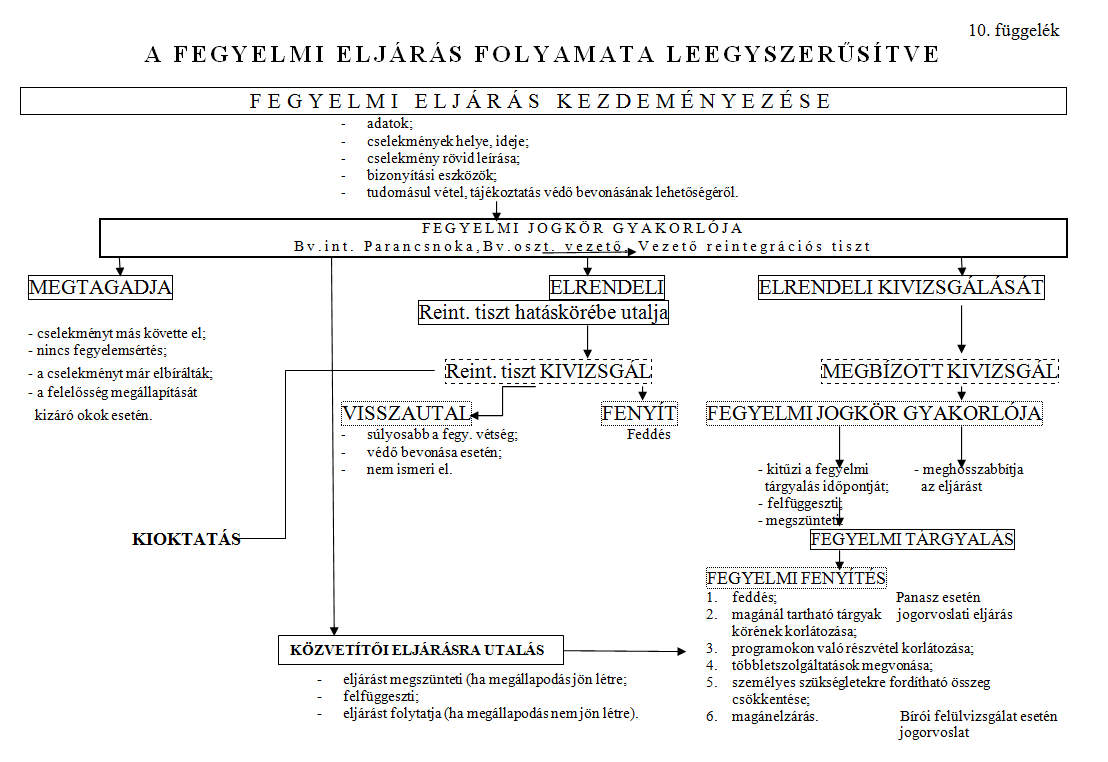 10. függelék
A FEGYELMI ELJÁRÁS FOLYAMATA LEEGYSZERŰSÍTVE
FEGYELMI ELJÁRÁS KEZDEMÉNYEZÉSE
- adatok;
- cselekmények helye, ideje;
- cselekmény rövid leírása;
- bizonyítási eszközök;
- tudomásul vétel, tájékoztatás védő bevonásának lehetőségéről.
FEGYELMI JOGKÖR GYAKORLÓJA
Bv.int. Parancsnoka,Bv.oszt. vezető, Vezető reintegrációs tiszt
MEGTAGADJA
- cselekményt más követte el;
- nincs fegyelemsértés;
- a cselekményt már elbírálták;
- a felelősség megállapítását
kizáró okok esetén.
ELRENDELI
Reint. tiszt hatáskörébe utalja
Reint. tiszt KIVIZSGÁL
VISSZAUTAL
- súlyosabb a fegy. vétség;
- védő bevonása esetén;
- nem ismeri el.
FENYÍT
Feddés
KIOKTATÁS
ELRENDELI KIVIZSGÁLÁSÁT
MEGBÍZOTT KIVIZSGÁL
FEGYELMI JOGKÖR GYAKORLÓJA
- kitűzi a fegyelmi
tárgyalás időpontját;
- felfüggeszti;
- megszünteti
- meghosszabbítja
az eljárást
FEGYELMI TÁRGYALÁS
FEGYELMI FENYÍTÉS
1. feddés;
2. magánál tartható tárgyak
körének korlátozása;
3. programokon való részvétel korlátozása;
4. többletszolgáltatások megvonása;
5. személyes szükségletekre fordítható összeg
csökkentése;
6. magánelzárás.
Panasz esetén
jogorvoslati eljárás
Bírói felülvizsgálat esetén
jogorvoslat
KÖZVETÍTŐI ELJÁRÁSRA UTALÁS
- eljárást megszünteti (ha megállapodás jön létre;
- felfüggeszti;
- eljárást folytatja (ha megállapodás nem jön létre).